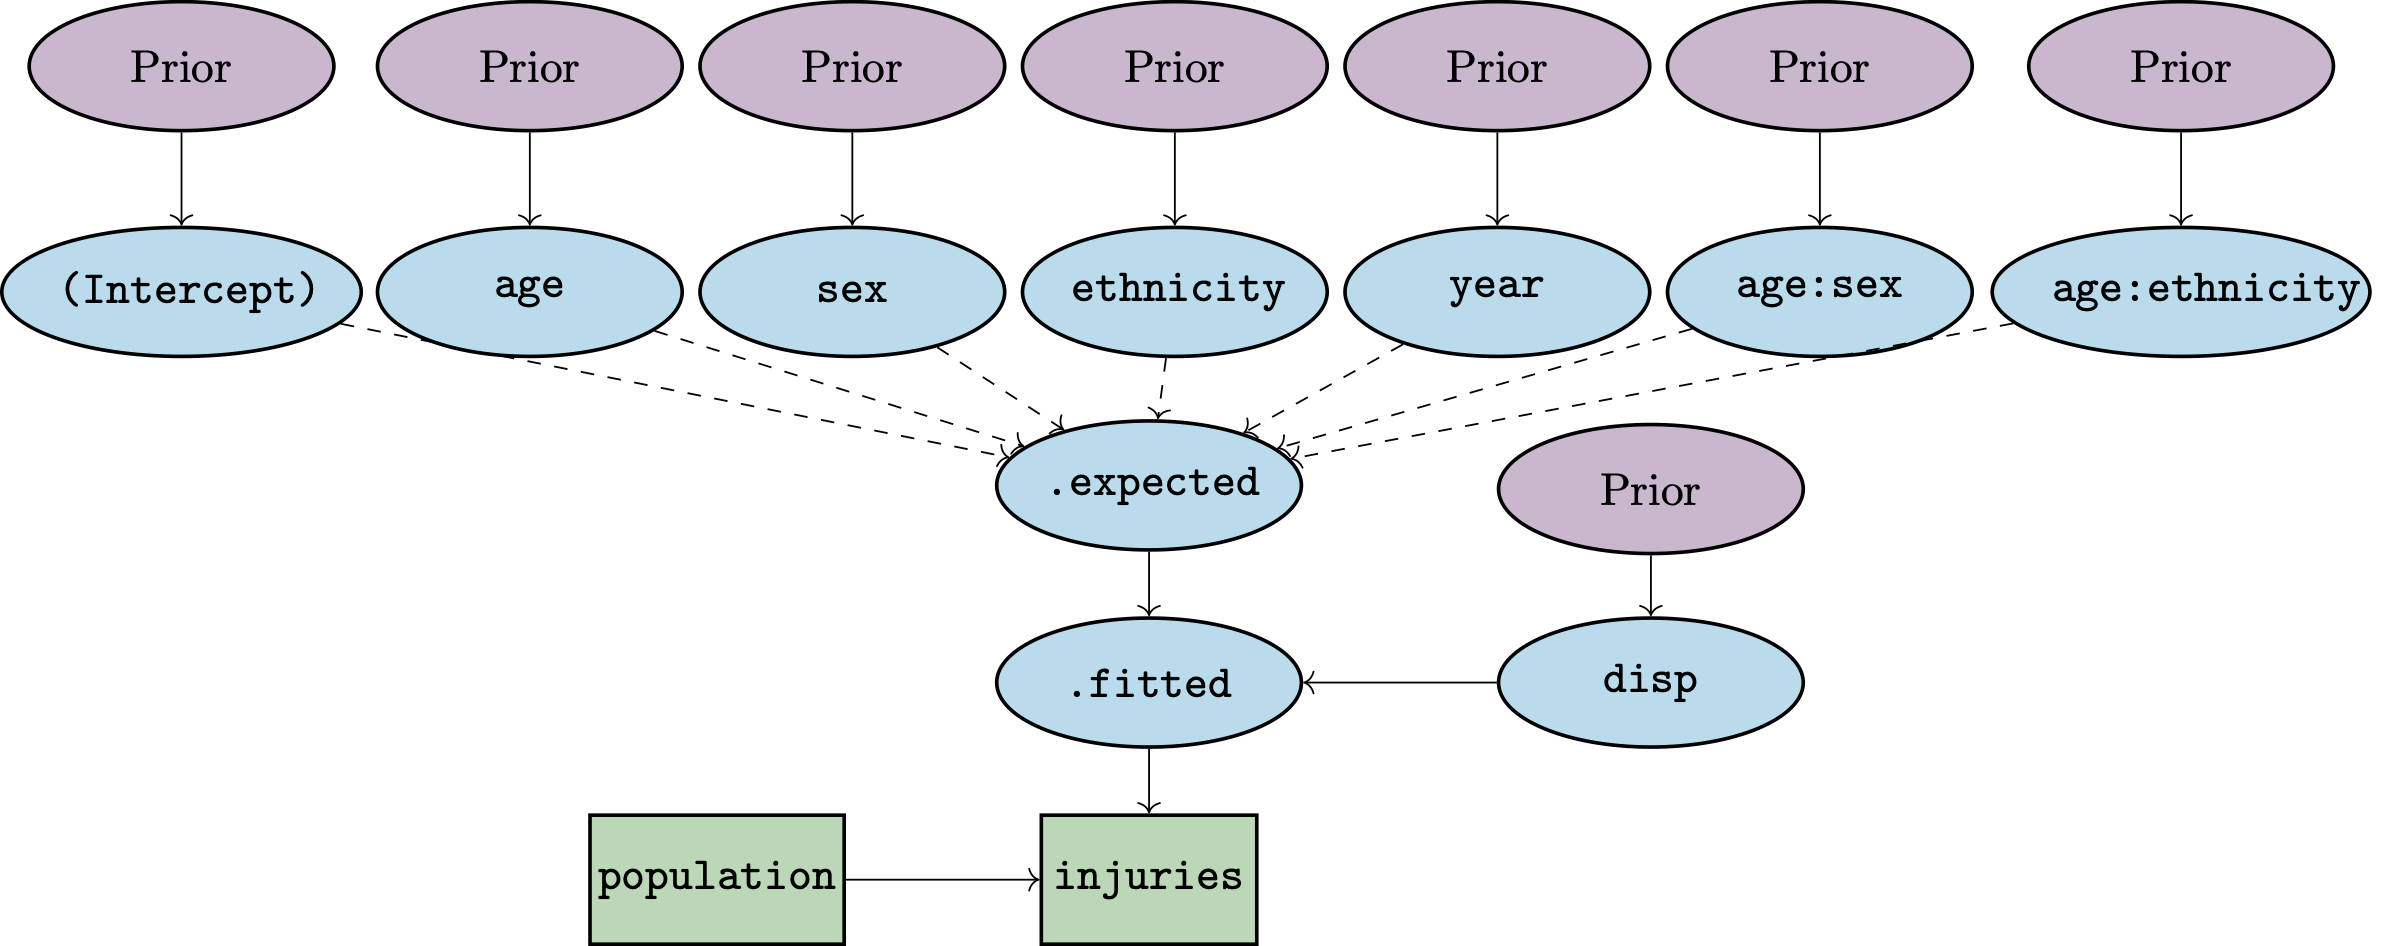 Prior Prior Prior Prior Prior Prior Prior
(Intercept) age sex ethnicity year age:sex age:ethnicity
.expected
Prior
.fitted disp
population injuries